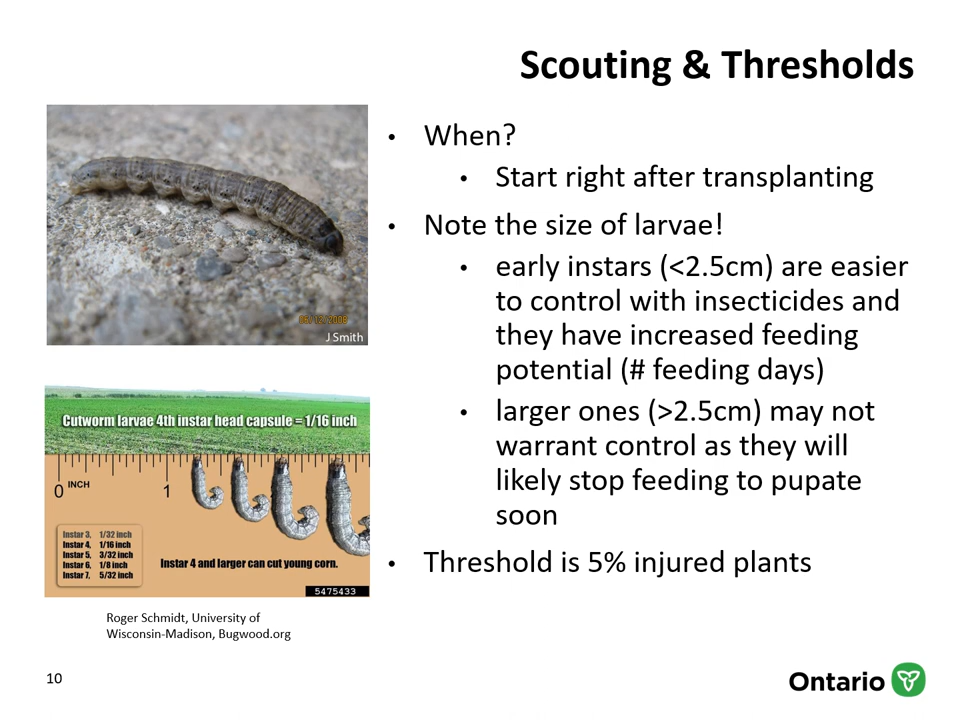 Scouting & Thresholds
• When?
• Start right after transplanting
• Note the size of larvae!
• early instars (<2.5cm) are easier
to control with insecticides and
they have increased feeding
potential (# feeding days)
• larger ones (>2.5cm) may not
warrant control as they will
likely stop feeding to pupate
soon
• Threshold is 5% injured plants
J Smith
Cutworm larvae 4th instar head capsule = 1/16 inch
0 INCH 1
Instar 3, 1/32 inch
Instar 4, 1/16 inch
Instar 5, 3/32 inch
Instar 6, 1/8 inch
Instar 7, 5/32 inch
Instar 4 and larger can cut young corn.
5475433
Roger Schmidt, University of
Wisconsin-Madison, Bugwood.org
10
Ontario